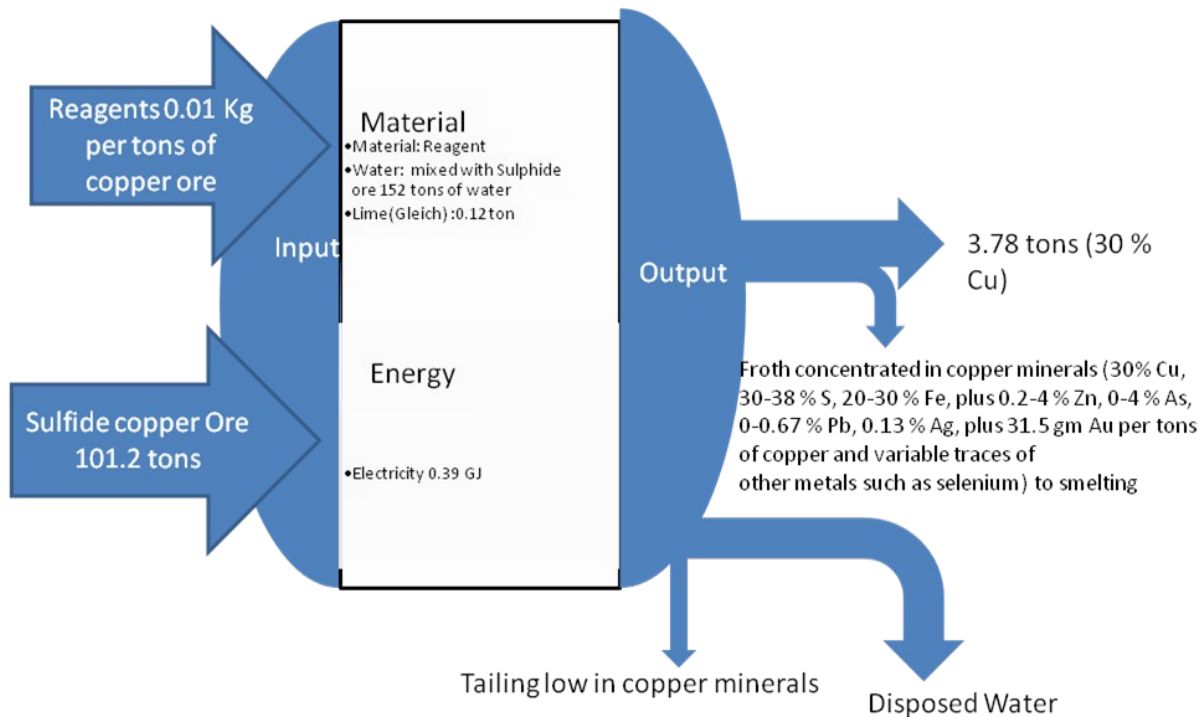 Reagents 0.01 Kg
per tons of
copper ore
Input
Sulfide copper Ore
101.2 tons
Material
•Material: Reagent
•Water: mixed with Sulphide
ore 152 tons of water
•Lime(Gleich) :0.12 ton
Energy
•Electricity 0.39 GJ
Output
3.78 tons (30 %
Cu)
Froth concentrated in copper minerals (30% Cu,
30-38 % S, 20-30 % Fe, plus 0.2-4 % Zn, 0-4 % As,
0-0.67 % Pb, 0.13 % Ag, plus 31.5 gm Au per tons
of copper and variable traces of
other metals such as selenium) to smelting
Tailing low in copper minerals
Disposed Water